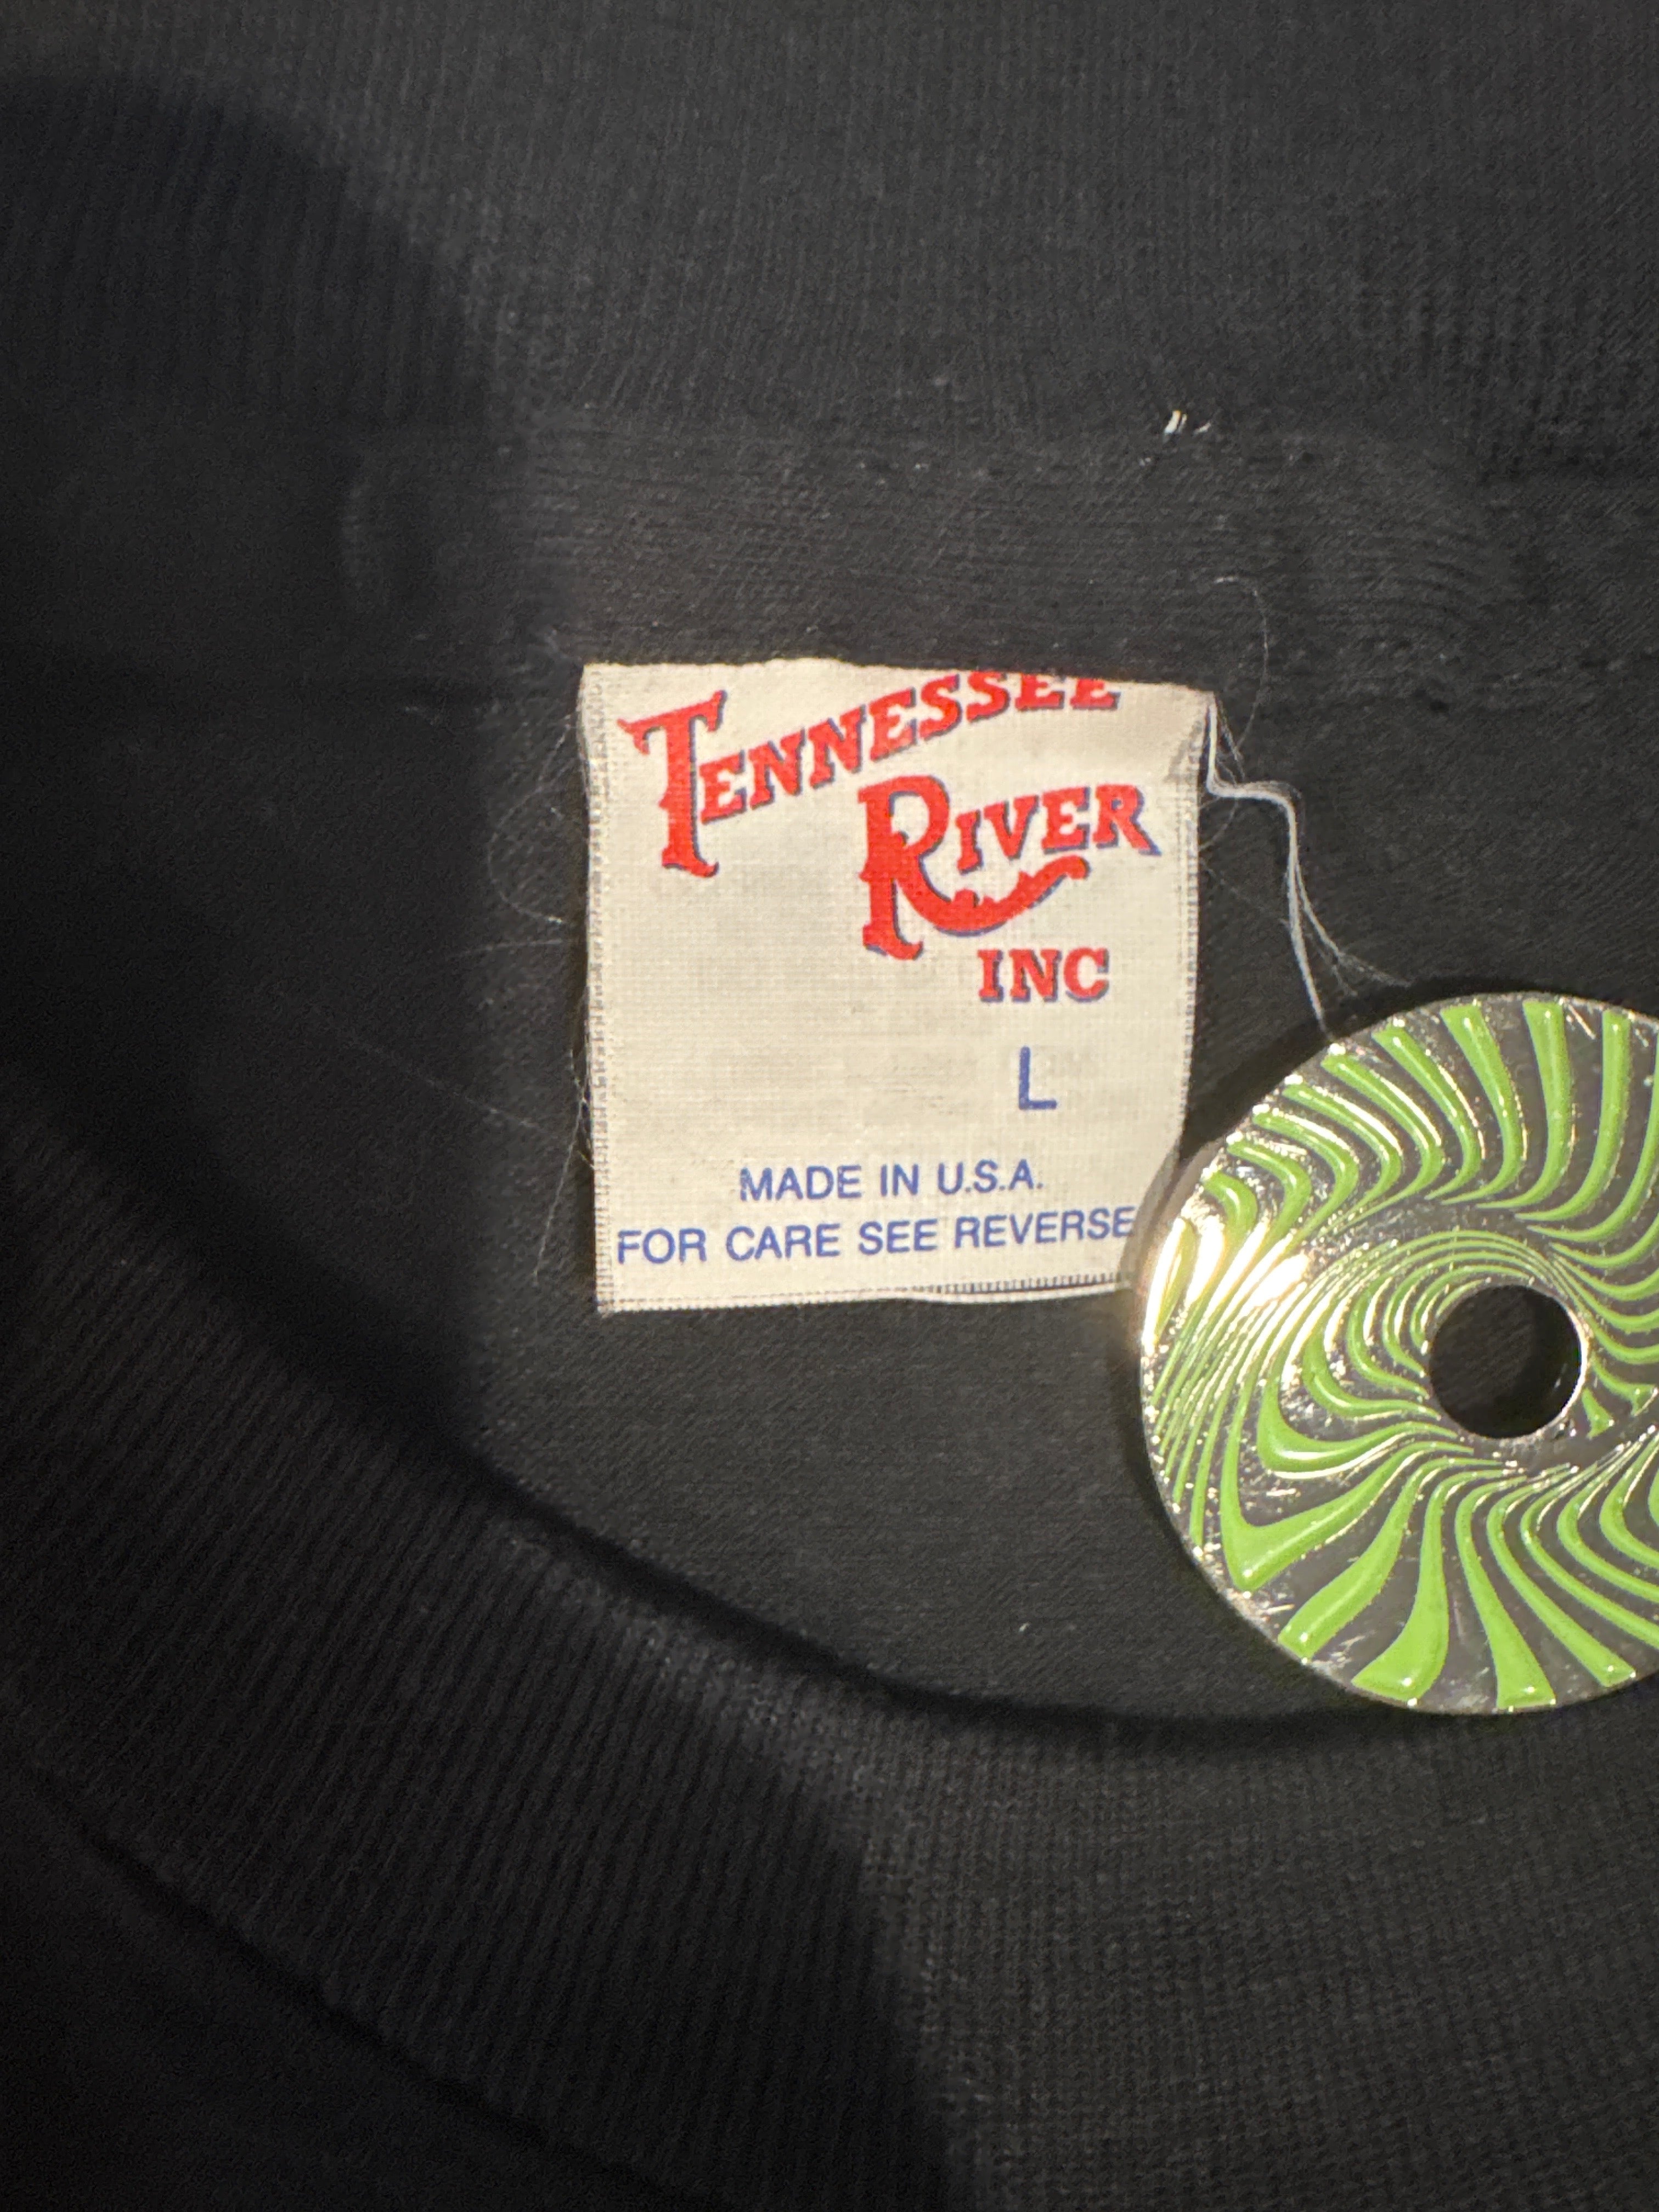 TENNESSEE
RIVER
INC
L
MADE IN U.S.A.
FOR CARE SEE REVERSE